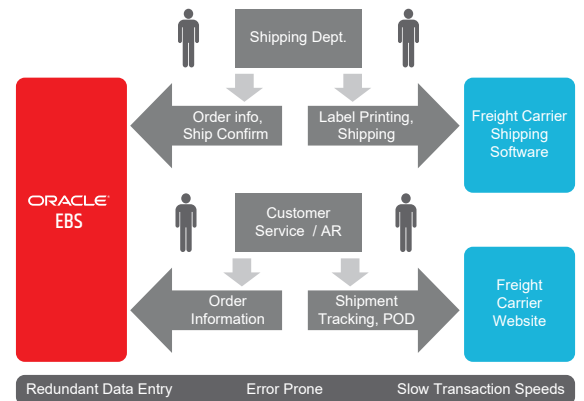 Shipping Dept.
Order info,
Ship Confirm
Label Printing,
Shipping
Freight Carrier
Shipping
Software
ORACLE
EBS
Customer
Service / AR
Order
Information
Shipment
Tracking, POD
Freight
Carrier
Website
Redundant Data Entry Error Prone Slow Transaction Speeds